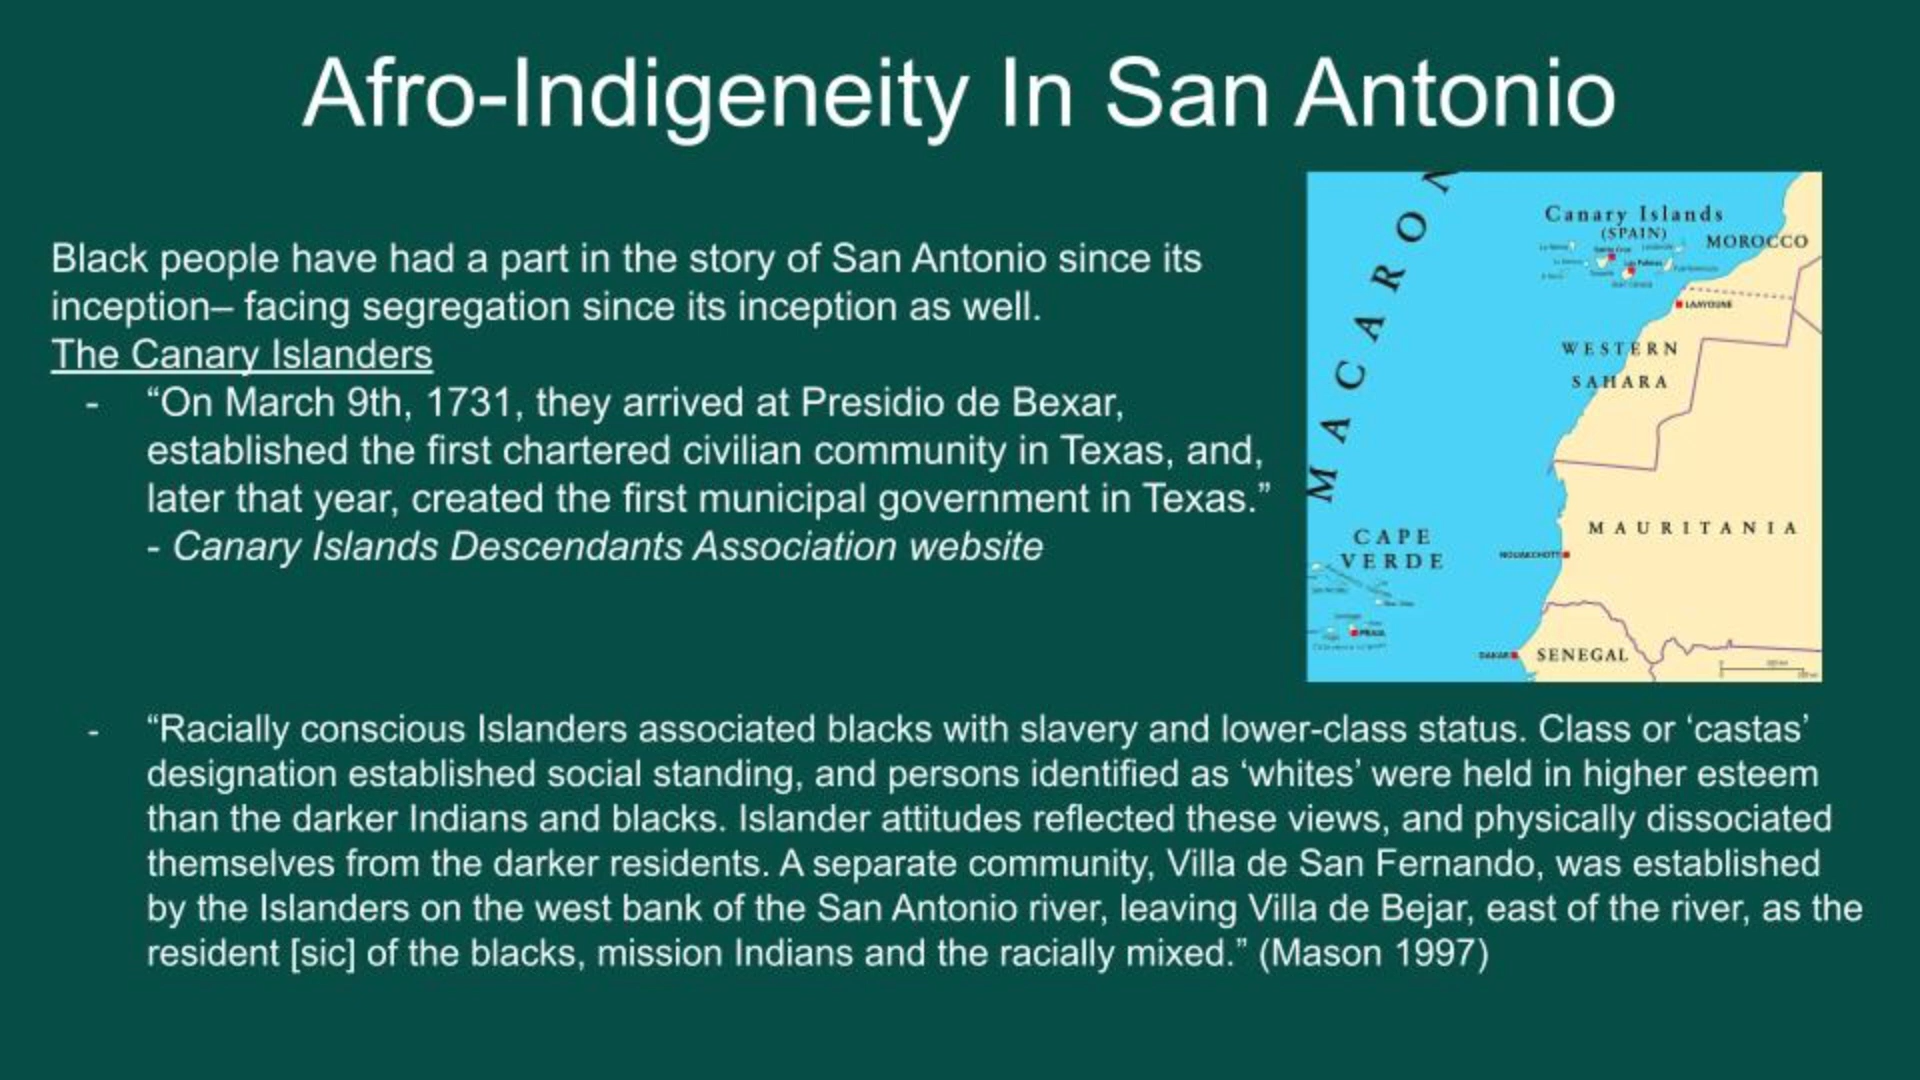 Afro-Indigeneity In San Antonio
Black people have had a part in the story of San Antonio since its
inception– facing segregation since its inception as well.
The Canary Islanders
- “On March 9th, 1731, they arrived at Presidio de Bexar,
established the first chartered civilian community in Texas, and,
later that year, created the first municipal government in Texas.”
- Canary Islands Descendants Association website
- “Racially conscious Islanders associated blacks with slavery and lower-class status. Class or ‘castas’
designation established social standing, and persons identified as ‘whites’ were held in higher esteem
than the darker Indians and blacks. Islander attitudes reflected these views, and physically dissociated
themselves from the darker residents. A separate community, Villa de San Fernando, was established
by the Islanders on the west bank of the San Antonio river, leaving Villa de Bejar, east of the river, as the
resident [sic] of the blacks, mission Indians and the racially mixed.” (Mason 1997)
MACARON
Canary Islands
(SPAIN)
MOROCCO
Las Palmas
LAAYOUNE
WESTERN
SAHARA
MAURITANIA
CAPE
VERDE
NOUAKCHOTT
PRAIA
DAKAR
SENEGAL